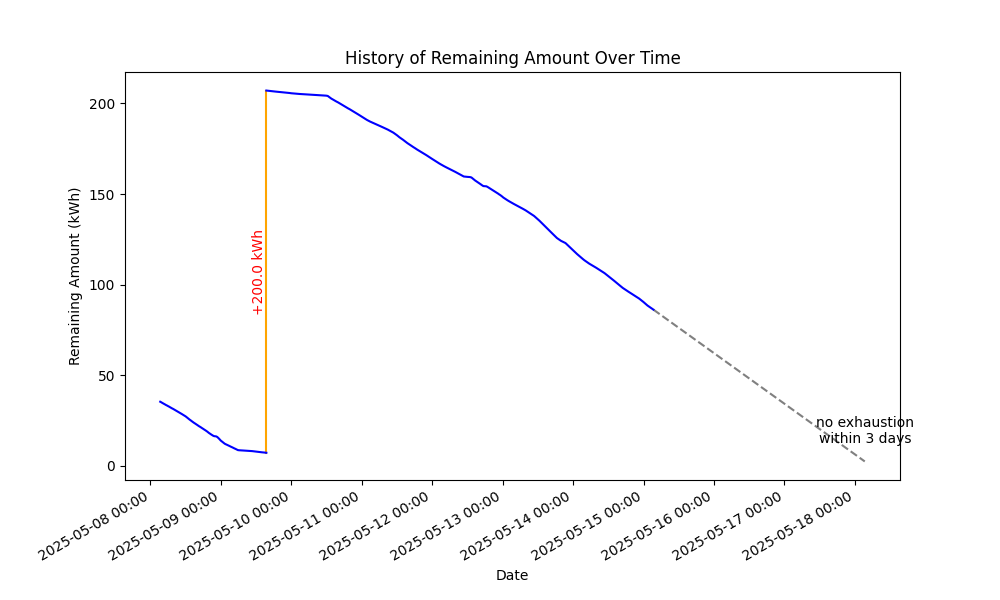 History of Remaining Amount Over Time
Remaining Amount (kWh)
200
150
100
50
0
+200.0 kWh
no exhaustion
within 3 days
2025-05-08 00:00
2025-05-09 00:00
2025-05-10 00:00
2025-05-11 00:00
2025-05-12 00:00
2025-05-13 00:00
2025-05-14 00:00
2025-05-15 00:00
2025-05-16 00:00
2025-05-17 00:00
2025-05-18 00:00
Date